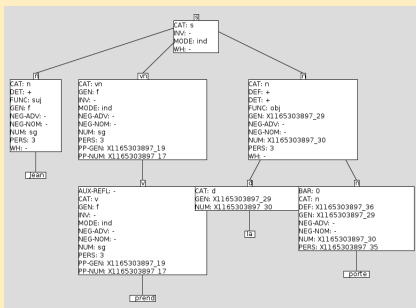 s
CAT: s
INV: -
MODE: ind
WH: -
n
CAT: n
DET: +
FUNC: suj
GEN: f
NEG-ADV: -
NEG-NOM: -
NUM: sg
PERS: 3
WH: -
Jean
vn
CAT: vn
GEN: f
INV: -
MODE: ind
NEG-ADV: -
NEG-NOM: -
NUM: sg
PERS: 3
PP-GEN: X1165303897_19
PP-NUM: X1165303897_17
v
AUX-REFL: -
CAT: v
GEN: f
INV: -
MODE: ind
NEG-ADV: -
NEG-NOM: -
NUM: sg
PERS: 3
PP-GEN: X1165303897_19
PP-NUM: X1165303897_17
prend
n
CAT: n
DEF: +
DET: +
FUNC: obj
GEN: X1165303897_29
NEG-ADV: -
NEG-NOM: -
NUM: X1165303897_30
PERS: 3
WH: -
d
CAT: d
GEN: X1165303897_29
NUM: X1165303897_30
la
n
BAR: 0
CAT: n
DEF: X1165303897_36
GEN: X1165303897_29
NEG-ADV: -
NEG-NOM: -
NUM: X1165303897_30
PERS: X1165303897_35
porte